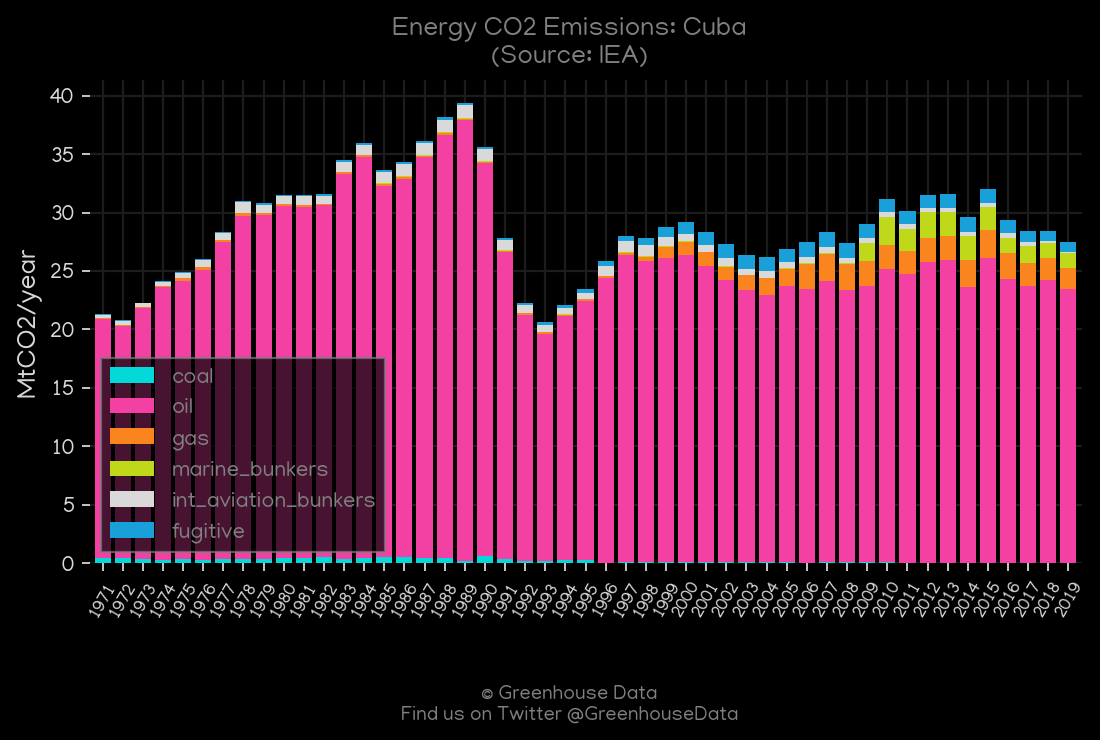 Energy CO2 Emissions: Cuba
(Source: IEA)
MtCO2/year
40
35
30
25
20
15
10
5
0
coal
oil
gas
marine_bunkers
int_aviation_bunkers
fugitive
1971 1972 1973 1974 1975 1976 1977 1978 1979 1980 1981 1982 1983 1984 1985 1986 1987 1988 1989 1990 1991 1992 1993 1994 1995 1996 1997 1998 1999 2000 2001 2002 2003 2004 2005 2006 2007 2008 2009 2010 2011 2012 2013 2014 2015 2016 2017 2018 2019
© Greenhouse Data
Find us on Twitter @GreenhouseData